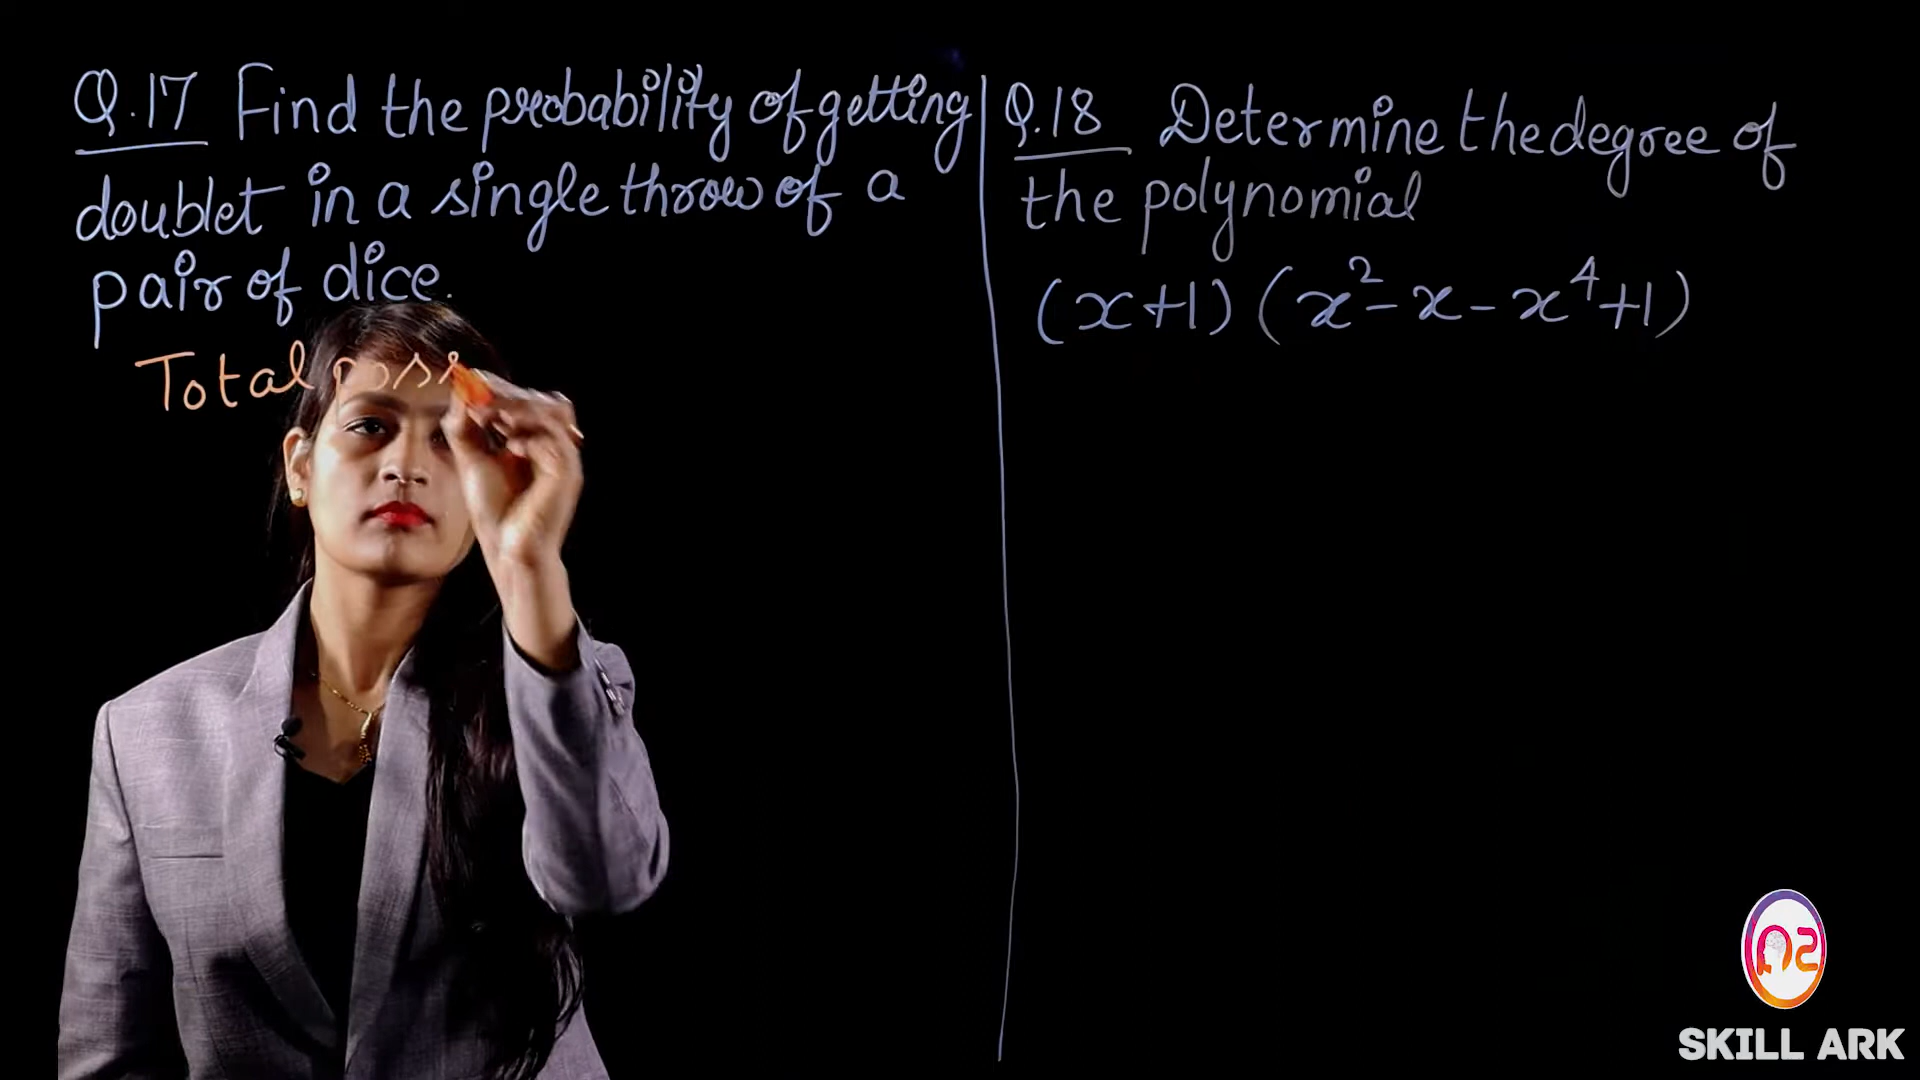 Q.17 Find the probability of getting
doublet in a single throw of a
pair of dice.
Total poss
Q.18 Determine the degree of
the polynomial
(x+1) (x²-x-x⁴+1)
SKILL ARK